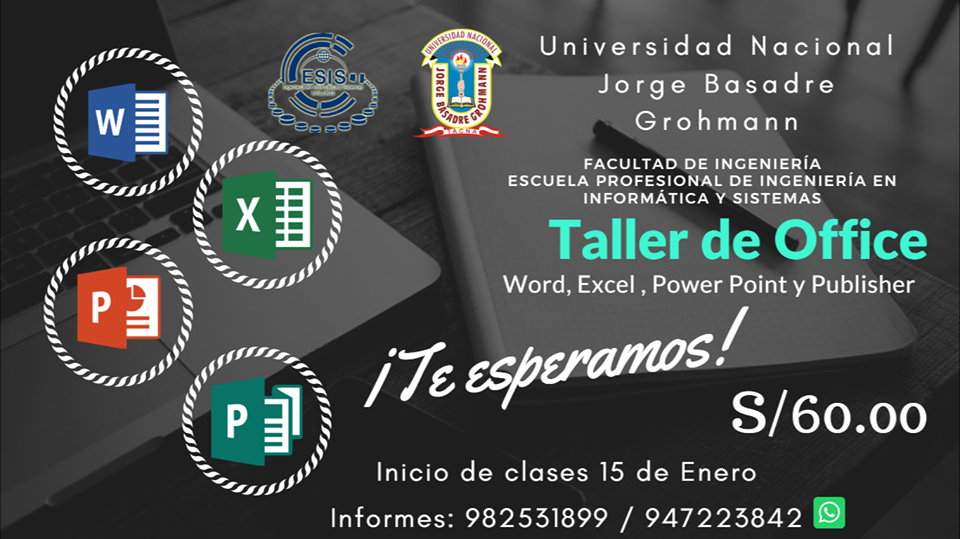 ESIS
UNIVERSIDAD NACIONAL
JORGE BASADRE GROHMANN
TACNA
Universidad Nacional
Jorge Basadre
Grohmann
FACULTAD DE INGENIERÍA
ESCUELA PROFESIONAL DE INGENIERÍA EN
INFORMÁTICA Y SISTEMAS
Taller de Office
Word, Excel , Power Point y Publisher
W
X
P
P
¡Te esperamos!
S/60.00
Inicio de clases 15 de Enero
Informes: 982531899 / 947223842